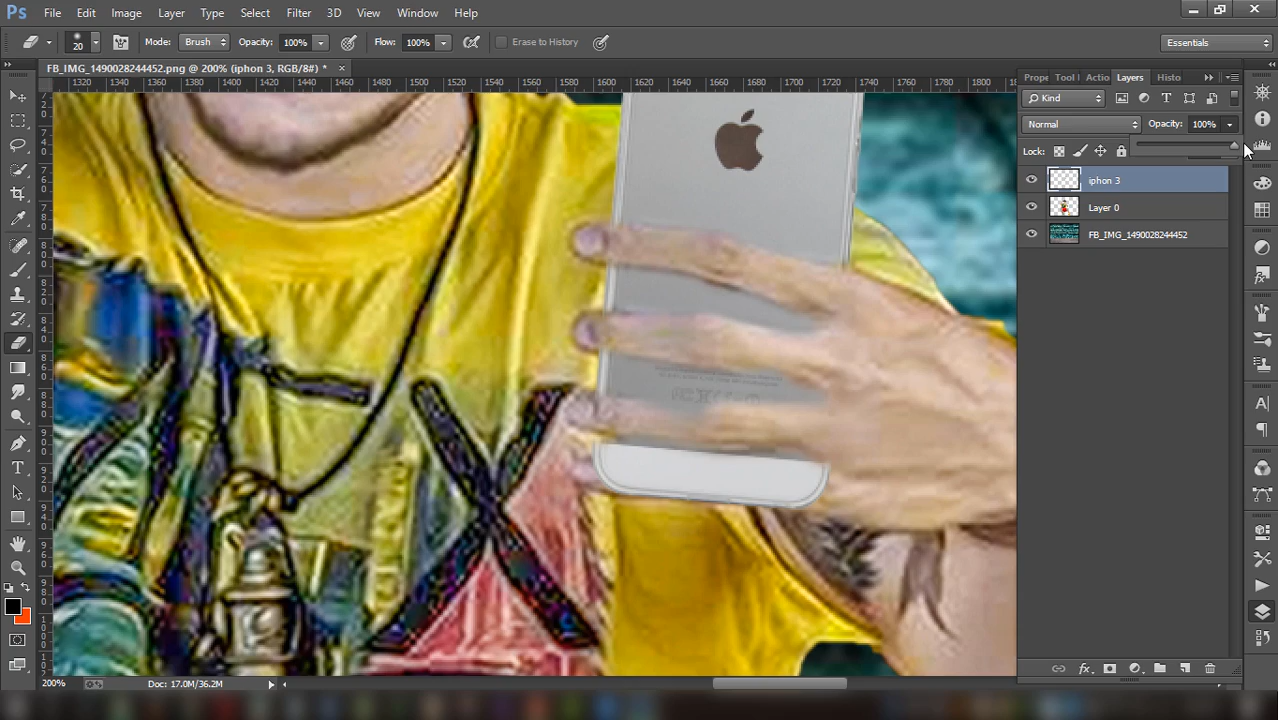 Ps File Edit Image Layer Type Select Filter 3D View Window Help
20 Mode: Brush Opacity: 100% Flow: 100% Erase to History Essentials
FB_IMG_1490028244452.png @ 200% (iphon 3, RGB/8#) * ×
1320 1340 1360 1380 1400 1420 1440 1460 1480 1500 1520 1540 1560 1580 1600 1620 1640 1660 1680 1700 1720 1740 1760 1780 1800
Prope Tool Actio Layers Histo
Kind
Normal Opacity: 100%
Lock:
iphon 3
Layer 0
FB_IMG_1490028244452
200% Doc: 17.0M/36.2M